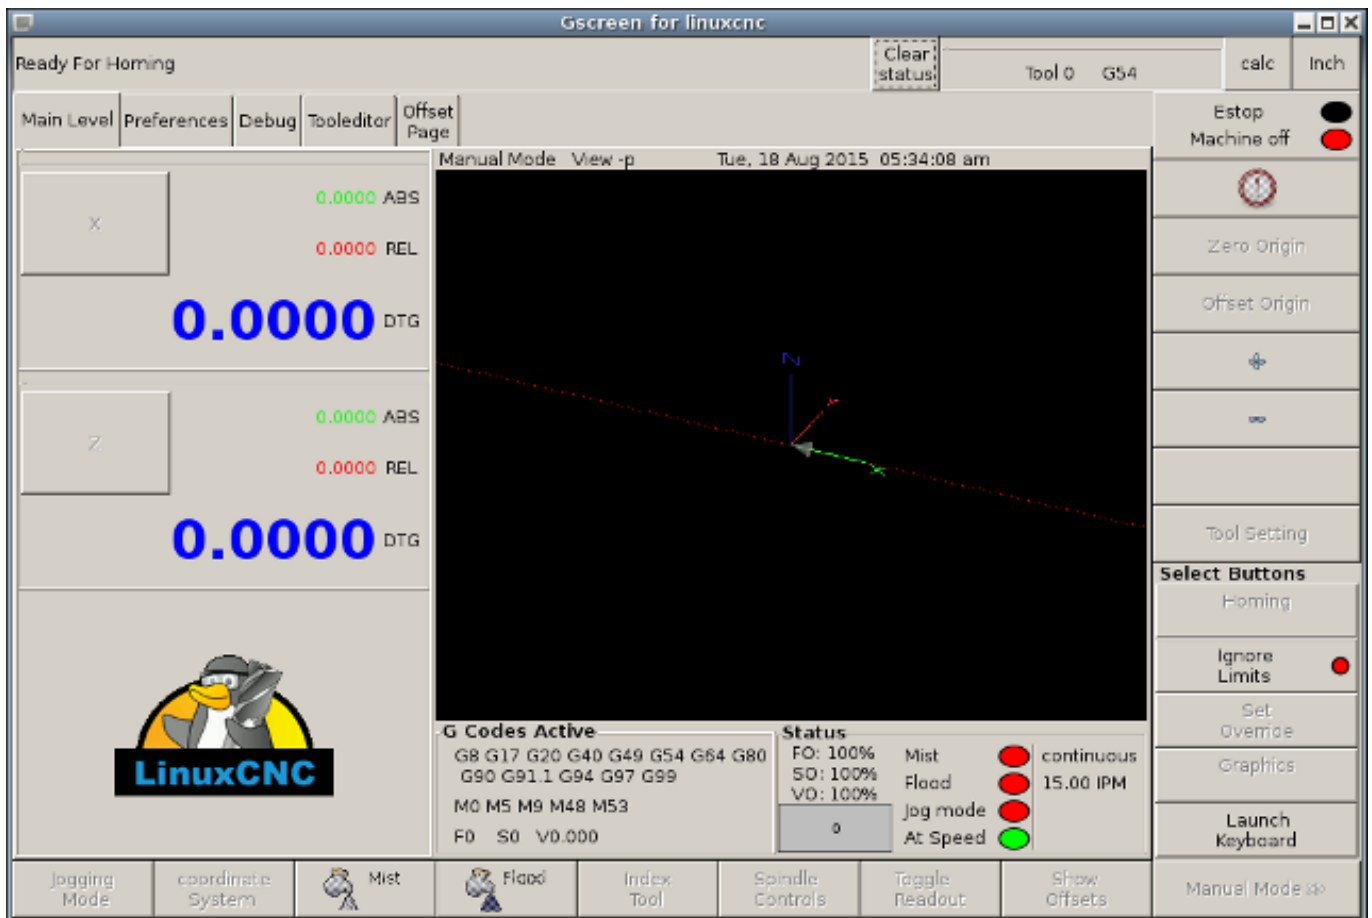 Gscreen for linuxcnc
Ready For Homing
Clear
status
Tool 0 G54
calc
Inch
Main Level
Preferences
Debug
Tooleditor
Offset
Page
Estop
Machine off
Manual Mode View -p Tue, 18 Aug 2015 05:34:08 am
X
0.0000 ABS
0.0000 REL
0.0000 DTG
Z
0.0000 ABS
0.0000 REL
0.0000 DTG
LinuxCNC
Z
Y
X
Zero Origin
Offset Origin
Tool Setting
Select Buttons
Homing
Ignore
Limits
Set
Override
Graphics
Launch
Keyboard
G Codes Active
G8 G17 G20 G40 G49 G54 G64 G80
G90 G91.1 G94 G97 G99
M0 M5 M9 M48 M53
F0 S0 V0.000
Status
FO: 100%
SO: 100%
VO: 100%
0
Mist
Flood
Jog mode
At Speed
continuous
15.00 IPM
Jogging
Mode
coordinate
System
Mist
Flood
Index
Tool
Spindle
Controls
Toggle
Readout
Show
Offsets
Manual Mode